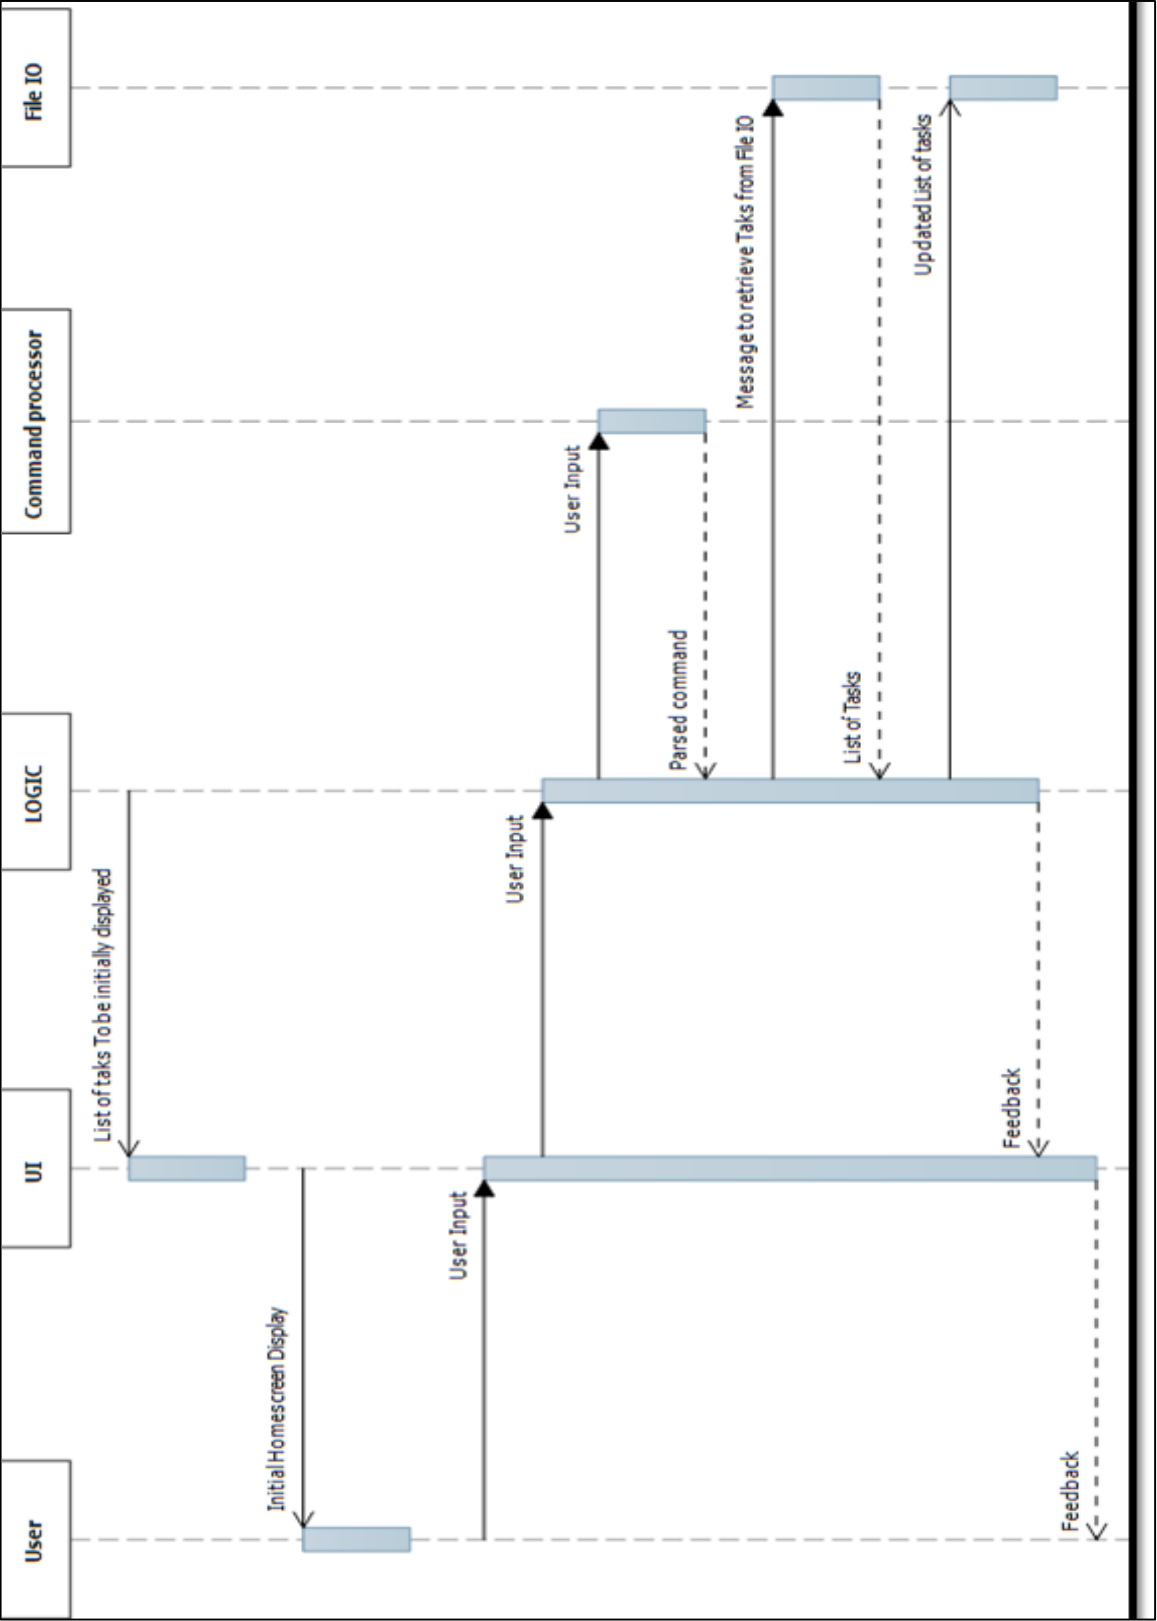 User
UI
LOGIC
Command processor
File IO
List of taks To be initially displayed
Initial Homescreen Display
User Input
User Input
User Input
Parsed command
Message to retrieve Taks from File IO
List of Tasks
Updated List of tasks
Feedback
Feedback